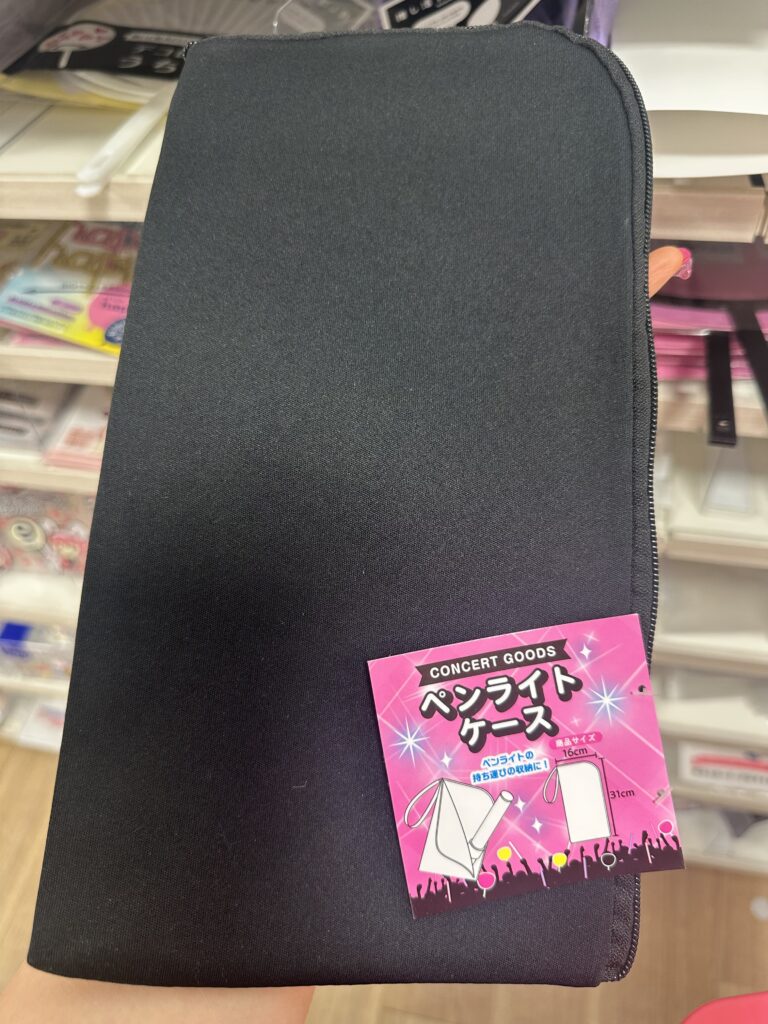 CONCERT GOODS
ペンライト
ケース
商品サイズ
16cm
ペンライトの
持ち運びの収納に!
31cm